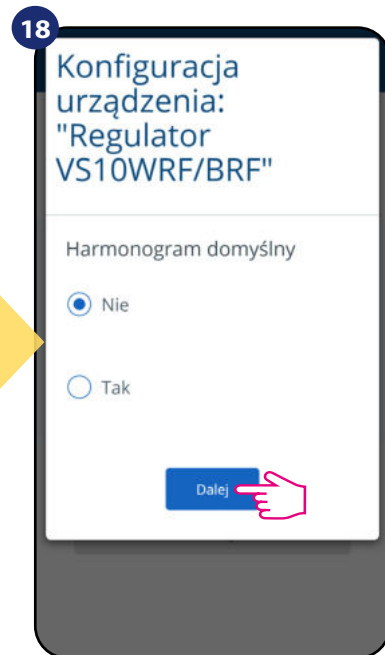 18
Konfiguracja
urządzenia:
"Regulator
VS10WRF/BRF"
Harmonogram domyślny
Nie
Tak
Dalej